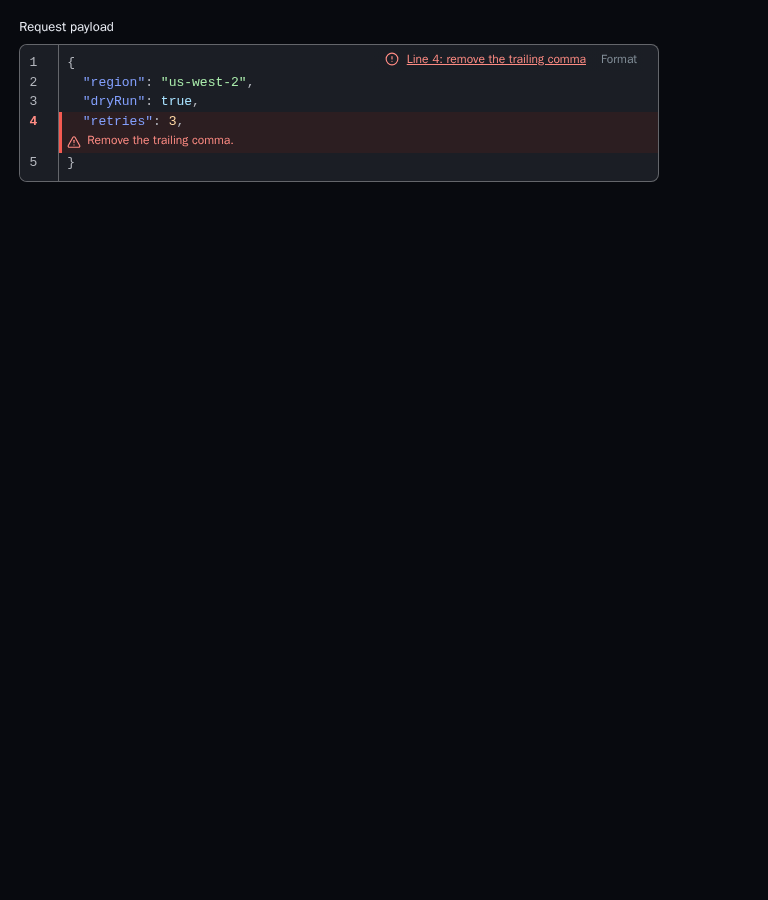 Request payload
1 {
Line 4: remove the trailing comma Format
2 "region": "us-west-2",
3 "dryRun": true,
4 "retries": 3,
Remove the trailing comma.
5 }